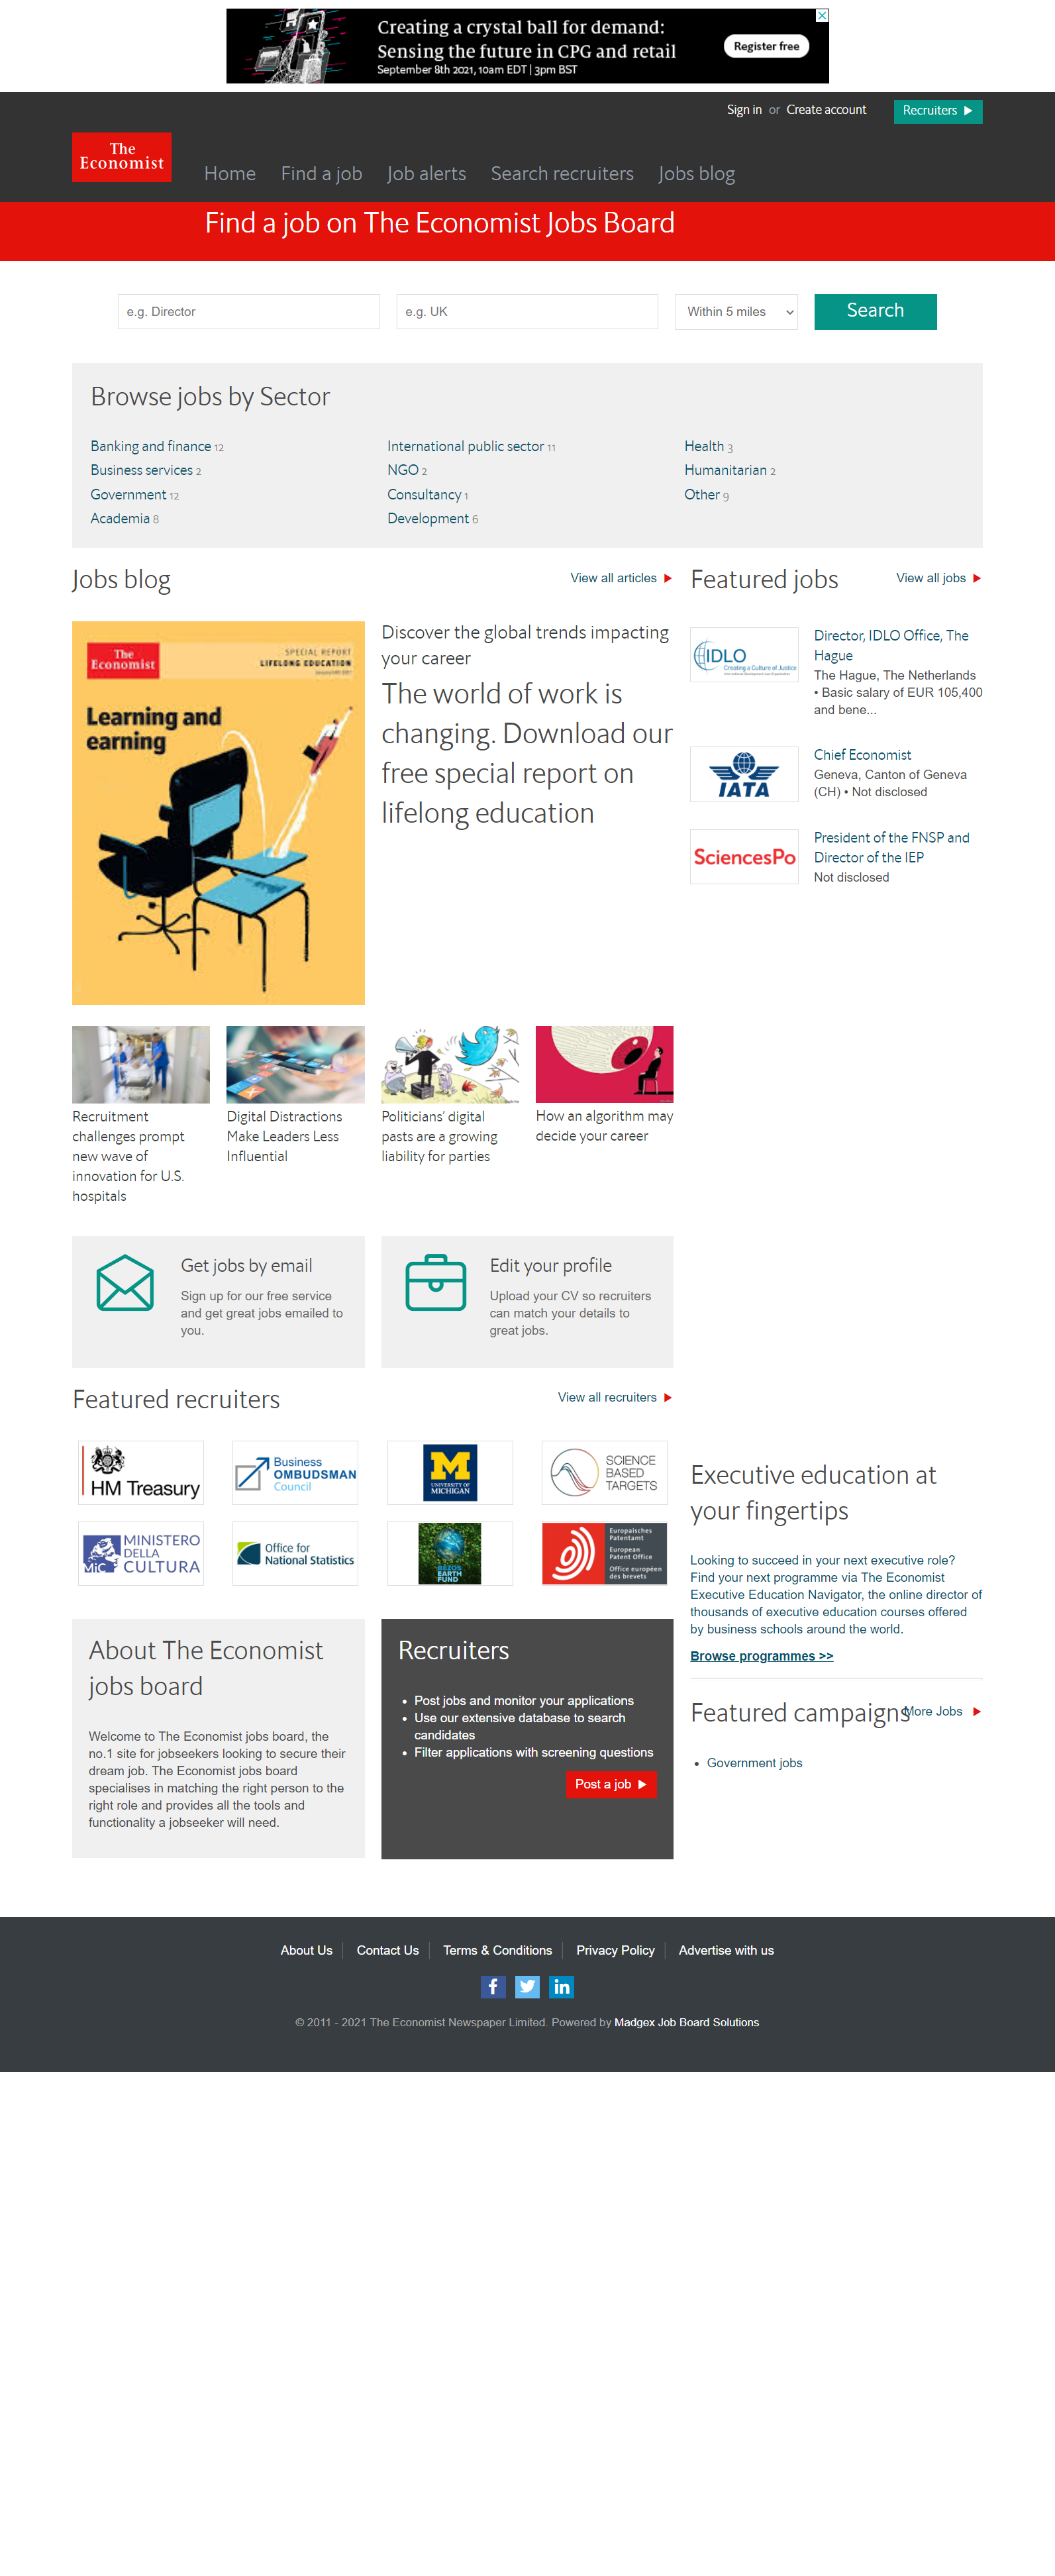 Creating a crystal ball for demand:
Sensing the future in CPG and retail
September 8th 2021, 10am EDT | 3pm BST
Register free
Sign in or Create account
Recruiters
The
Economist
Home
Find a job
Job alerts
Search recruiters
Jobs blog
Find a job on The Economist Jobs Board
e.g. Director
e.g. UK
Within 5 miles
Search
Browse jobs by Sector
Banking and finance 12
Business services 2
Government 12
Academia 8
International public sector 11
NGO 2
Consultancy 1
Development 6
Health 3
Humanitarian 2
Other 9
Jobs blog
View all articles
The
Economist
SPECIAL REPORT
LIFELONG EDUCATION
Learning and
earning
Discover the global trends impacting
your career
The world of work is
changing. Download our
free special report on
lifelong education
Featured jobs
View all jobs
IDLO
Creating a Culture of Justice
International Development Law Organization
Director, IDLO Office, The
Hague
The Hague, The Netherlands
• Basic salary of EUR 105,400
and bene...
IATA
Chief Economist
Geneva, Canton of Geneva
(CH) • Not disclosed
SciencesPo
President of the FNSP and
Director of the IEP
Not disclosed
Recruitment
challenges prompt
new wave of
innovation for U.S.
hospitals
Digital Distractions
Make Leaders Less
Influential
Politicians' digital
pasts are a growing
liability for parties
How an algorithm may
decide your career
Get jobs by email
Sign up for our free service
and get great jobs emailed to
you.
Edit your profile
Upload your CV so recruiters
can match your details to
great jobs.
Featured recruiters
View all recruiters
HM Treasury
Business
OMBUDSMAN
Council
M
UNIVERSITY OF
MICHIGAN
SCIENCE
BASED
TARGETS
MiC
MINISTERO
DELLA
CULTURA
Office for
National Statistics
BEZOS
EARTH
FUND
Europäisches
Patentamt
European
Patent Office
Office européen
des brevets
Executive education at
your fingertips
Looking to succeed in your next executive role?
Find your next programme via The Economist
Executive Education Navigator, the online director of
thousands of executive education courses offered
by business schools around the world.
Browse programmes >>
Featured campaigns
More Jobs
• Government jobs
About The Economist
jobs board
Welcome to The Economist jobs board, the
no.1 site for jobseekers looking to secure their
dream job. The Economist jobs board
specialises in matching the right person to the
right role and provides all the tools and
functionality a jobseeker will need.
Recruiters
• Post jobs and monitor your applications
• Use our extensive database to search
candidates
• Filter applications with screening questions
Post a job
About Us
Contact Us
Terms & Conditions
Privacy Policy
Advertise with us
f
in
© 2011 - 2021 The Economist Newspaper Limited. Powered by Madgex Job Board Solutions